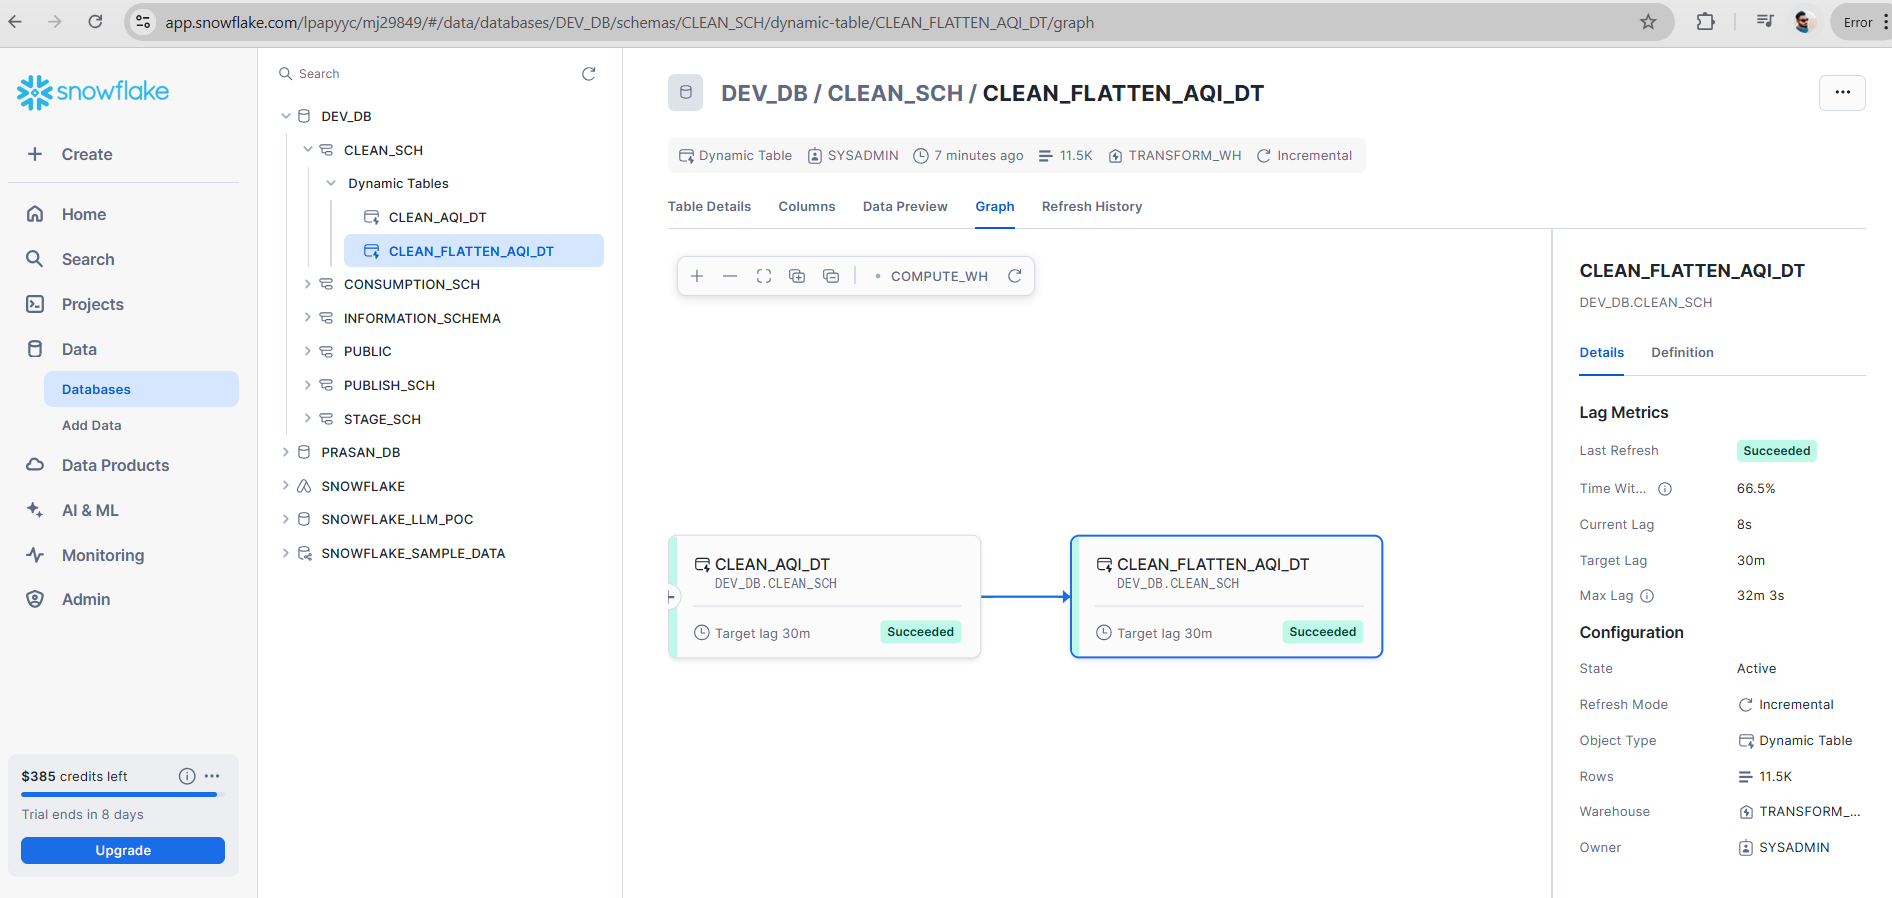 app.snowflake.com/lpapyyc/mj29849/#/data/databases/DEV_DB/schemas/CLEAN_SCH/dynamic-table/CLEAN_FLATTEN_AQI_DT/graph
Error
snowflake
Create
Home
Search
Projects
Data
Databases
Add Data
Data Products
AI & ML
Monitoring
Admin
$385 credits left
Trial ends in 8 days
Upgrade
Search
DEV_DB
CLEAN_SCH
Dynamic Tables
CLEAN_AQI_DT
CLEAN_FLATTEN_AQI_DT
CONSUMPTION_SCH
INFORMATION_SCHEMA
PUBLIC
PUBLISH_SCH
STAGE_SCH
PRASAN_DB
SNOWFLAKE
SNOWFLAKE_LLM_POC
SNOWFLAKE_SAMPLE_DATA
DEV_DB / CLEAN_SCH / CLEAN_FLATTEN_AQI_DT
Dynamic Table SYSADMIN 7 minutes ago 11.5K TRANSFORM_WH Incremental
Table Details Columns Data Preview Graph Refresh History
COMPUTE_WH
CLEAN_AQI_DT
DEV_DB.CLEAN_SCH
Target lag 30m Succeeded
CLEAN_FLATTEN_AQI_DT
DEV_DB.CLEAN_SCH
Target lag 30m Succeeded
CLEAN_FLATTEN_AQI_DT
DEV_DB.CLEAN_SCH
Details Definition
Lag Metrics
Last Refresh Succeeded
Time Wit... 66.5%
Current Lag 8s
Target Lag 30m
Max Lag 32m 3s
Configuration
State Active
Refresh Mode Incremental
Object Type Dynamic Table
Rows 11.5K
Warehouse TRANSFORM_...
Owner SYSADMIN